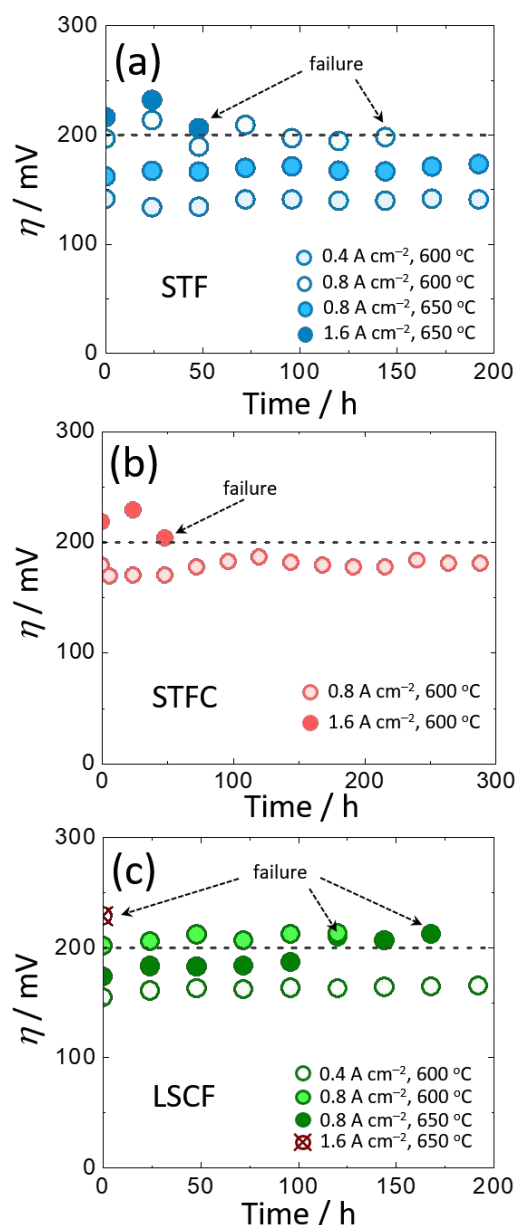 300
(a)
failure
200
η / mV
100
STF
0.4 A cm⁻², 600 °C
0.8 A cm⁻², 600 °C
0.8 A cm⁻², 650 °C
1.6 A cm⁻², 650 °C
0
0 50 100 150 200
Time / h
300
(b)
failure
200
η / mV
100
STFC
0.8 A cm⁻², 600 °C
1.6 A cm⁻², 600 °C
0
0 100 200 300
Time / h
300
(c)
failure
200
η / mV
100
LSCF
0.4 A cm⁻², 600 °C
0.8 A cm⁻², 600 °C
0.8 A cm⁻², 650 °C
1.6 A cm⁻², 650 °C
0
0 50 100 150 200
Time / h